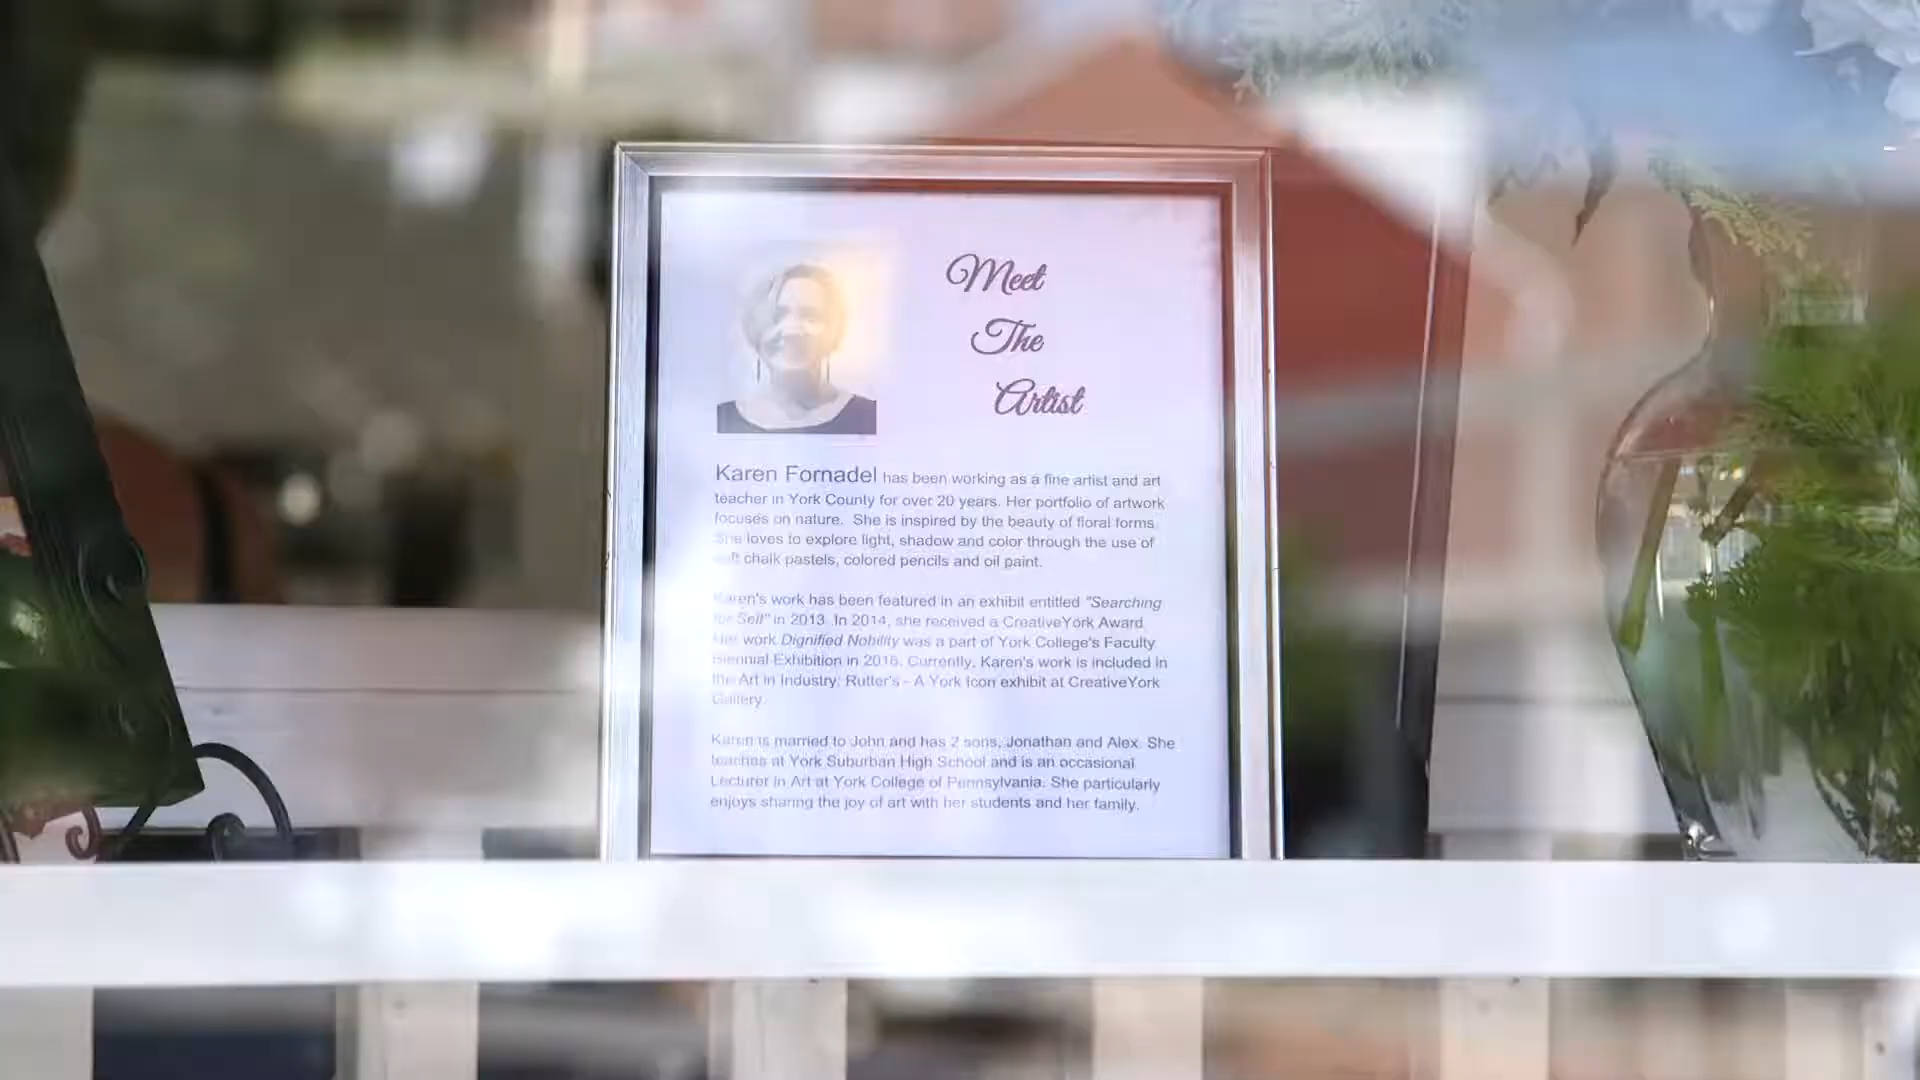 Meet
The
Artist
Karen Fornadel has been working as a fine artist and art
teacher in York County for over 20 years. Her portfolio of artwork
focuses on nature. She is inspired by the beauty of floral forms.
She loves to explore light, shadow and color through the use of
soft chalk pastels, colored pencils and oil paint.
Karen's work has been featured in an exhibit entitled "Searching
for Self" in 2013. In 2014, she received a CreativeYork Award.
Her work Dignified Nobility was a part of York College's Faculty
Biennial Exhibition in 2016. Currently, Karen's work is included in
the Art in Industry: Rutter's - A York Icon exhibit at CreativeYork
Gallery.
Karen is married to John and has 2 sons, Jonathan and Alex. She
teaches at York Suburban High School and is an occasional
Lecturer in Art at York College of Pennsylvania. She particularly
enjoys sharing the joy of art with her students and her family.